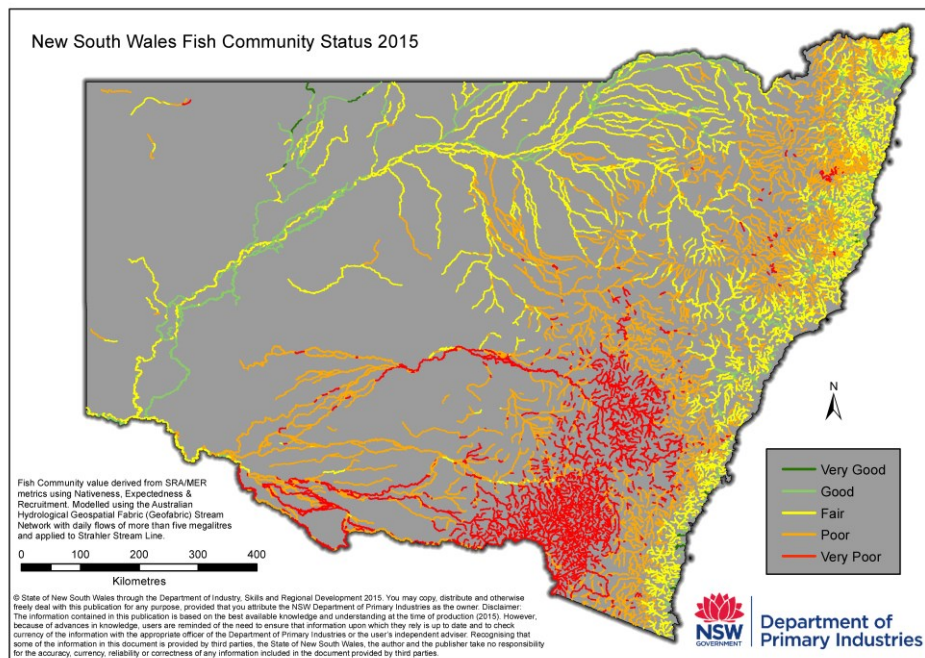 New South Wales Fish Community Status 2015
N
Very Good
Good
Fair
Poor
Very Poor
Fish Community value derived from SRA/MER
metrics using Nativeness, Expectedness &
Recruitment. Modelled using the Australian
Hydrological Geospatial Fabric (Geofabric) Stream
Network with daily flows of more than five megalitres
and applied to Strahler Stream Line.
0 50 100 200 300 400
Kilometres
© State of New South Wales through the Department of Industry, Skills and Regional Development 2015. You may copy, distribute and otherwise
freely deal with this publication for any purpose, provided that you attribute the NSW Department of Primary Industries as the owner. Disclaimer:
The information contained in this publication is based on the best available knowledge and understanding at the time of production (2015). However,
because of advances in knowledge, users are reminded of the need to ensure that information upon which they rely is up to date and to check
currency of the information with the appropriate officer of the Department of Primary Industries or the user's independent adviser. Recognising that
some of the information in this document is provided by third parties, the State of New South Wales, the author and the publisher take no responsibility
for the accuracy, currency, reliability or correctness of any information included in the document provided by third parties.
NSW
GOVERNMENT
Department of
Primary Industries